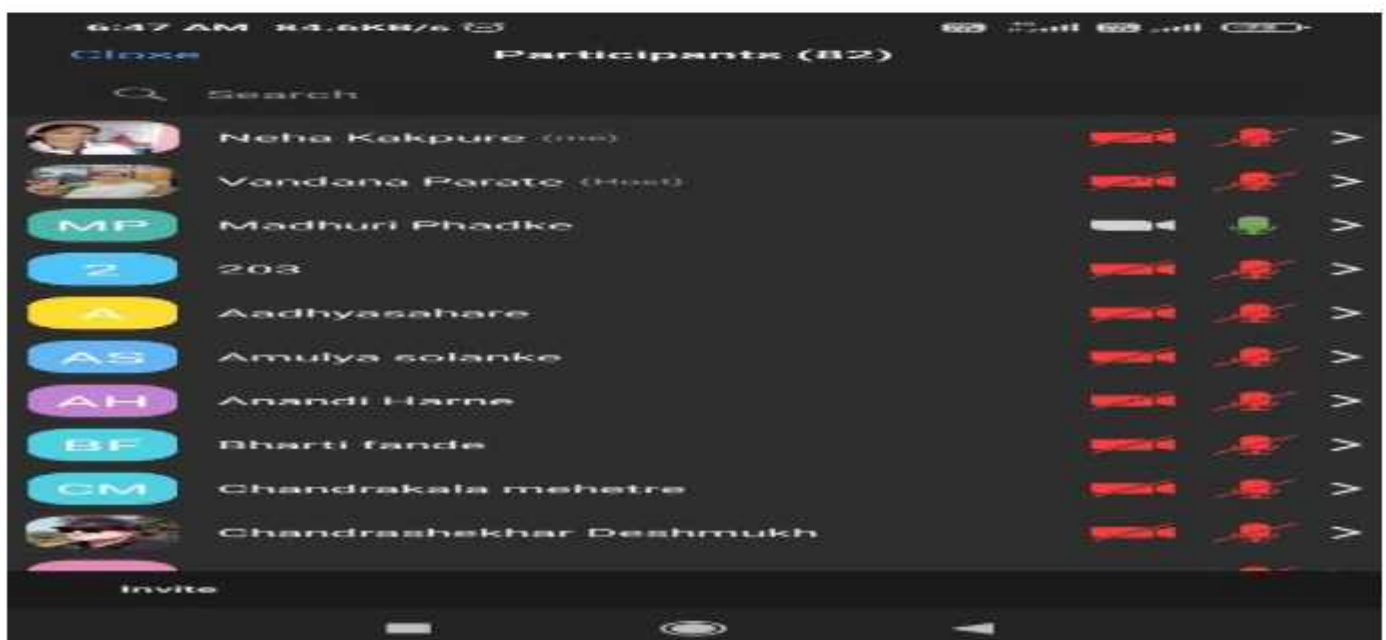 6:47 AM 84.6KB/s
Close Participants (82)
Search
Neha Kakpure (me)
Vandana Parate (Host)
MP Madhuri Phadke
2 203
A Aadhyasahare
AS Amulya solanke
AH Anandi Harne
BF Bharti fande
CM Chandrakala mehetre
Chandrashekhar Deshmukh
Invite